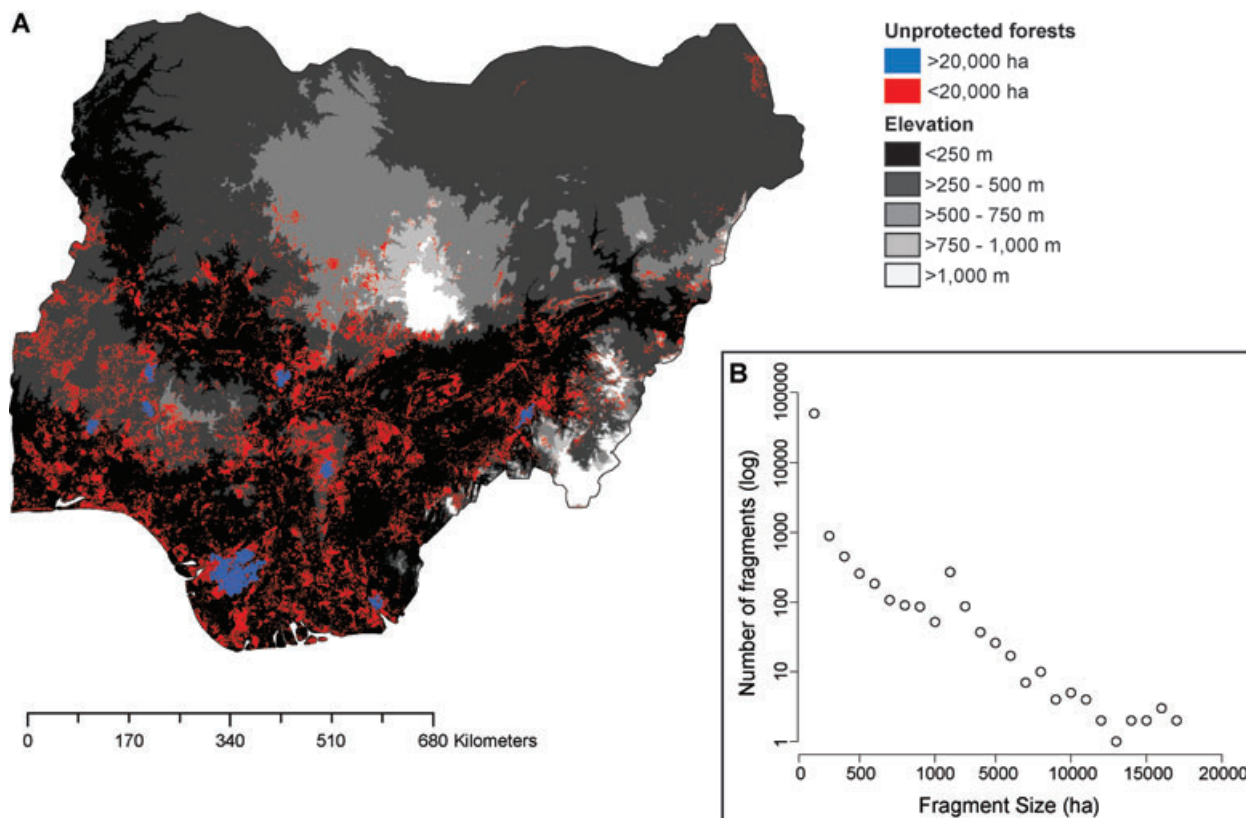 A
Unprotected forests
>20,000 ha
<20,000 ha
Elevation
<250 m
>250 - 500 m
>500 - 750 m
>750 - 1,000 m
>1,000 m
0 170 340 510 680 Kilometers
B
Number of fragments (log)
100000
10000
1000
100
10
1
0 500 1000 5000 10000 15000 20000
Fragment Size (ha)